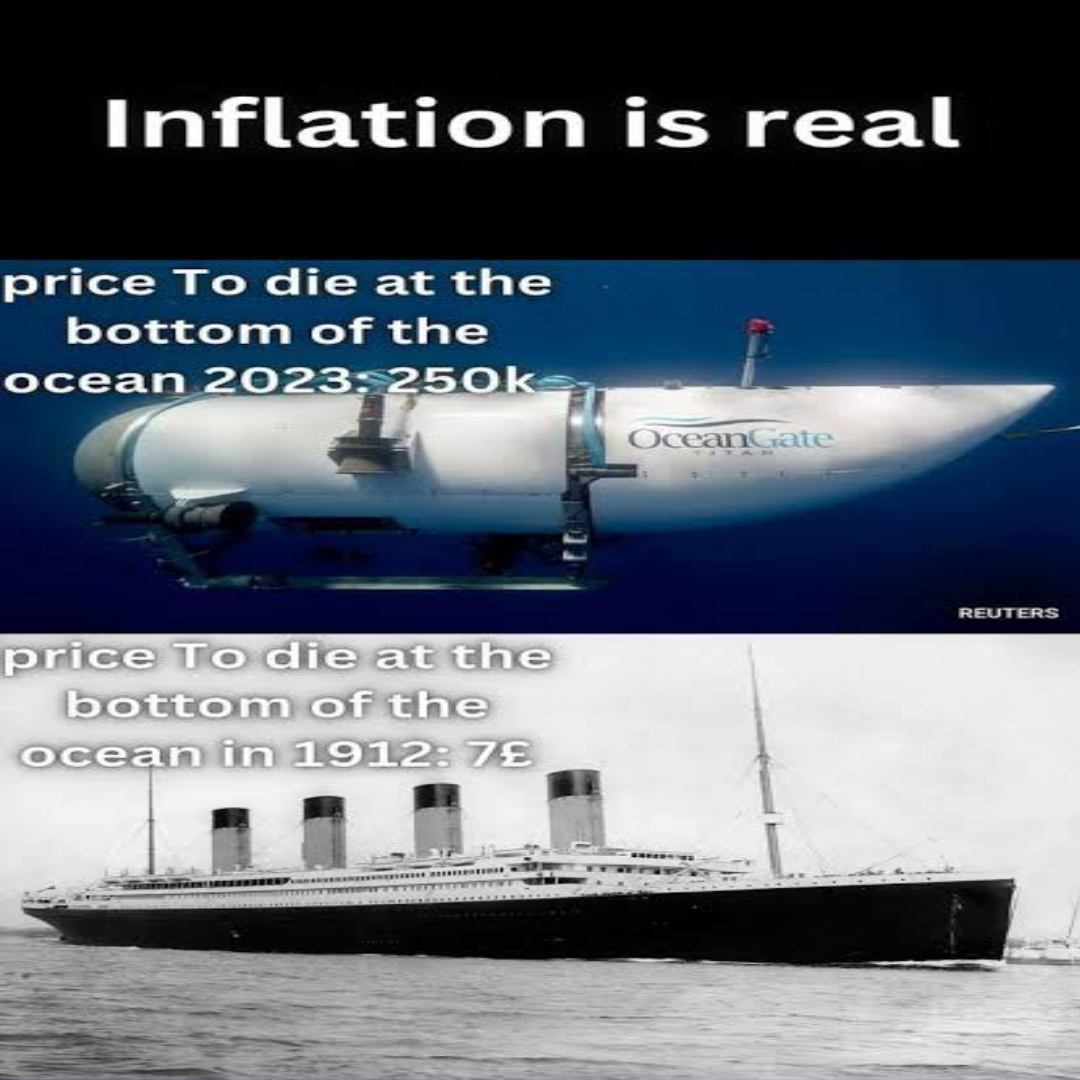 Inflation is real
price To die at the
bottom of the
ocean 2023: 250k
OceanGate
TITAN
REUTERS
price To die at the
bottom of the
ocean in 1912: 7£